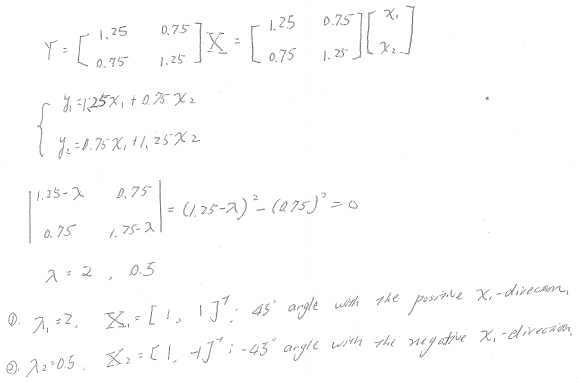 Y = [1.25 0.75; 0.75 1.25] X = [1.25 0.75; 0.75 1.25][x₁; x₂]
{ y₁ = 1.25x₁ + 0.75x₂
y₂ = 0.75x₁ + 1.25x₂
|1.25-λ 0.75; 0.75 1.25-λ| = (1.25-λ)² - (0.75)² = 0
λ = 2, 0.5
①. λ₁=2, X₁=[1, 1]ᵀ; 45° angle with the positive x₁-direction.
②. λ2=0.5, X₂=[1, -1]ᵀ; -45° angle with the negative x₁-direction.